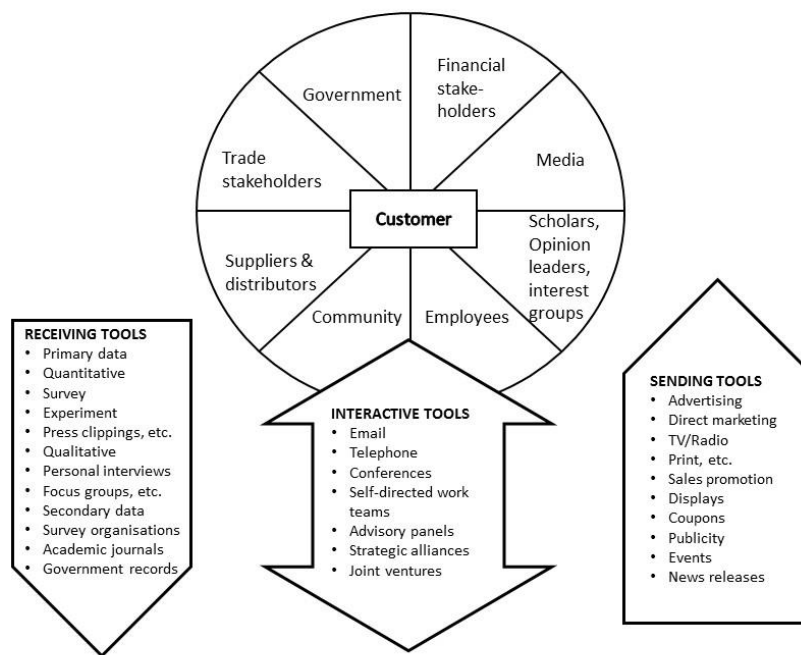 Government
Financial
stake-
holders
Trade
stakeholders
Media
Customer
Suppliers &
distributors
Scholars,
Opinion
leaders,
interest
groups
Community
Employees
RECEIVING TOOLS
• Primary data
• Quantitative
• Survey
• Experiment
• Press clippings, etc.
• Qualitative
• Personal interviews
• Focus groups, etc.
• Secondary data
• Survey organisations
• Academic journals
• Government records
INTERACTIVE TOOLS
• Email
• Telephone
• Conferences
• Self-directed work
teams
• Advisory panels
• Strategic alliances
• Joint ventures
SENDING TOOLS
• Advertising
• Direct marketing
• TV/Radio
• Print, etc.
• Sales promotion
• Displays
• Coupons
• Publicity
• Events
• News releases